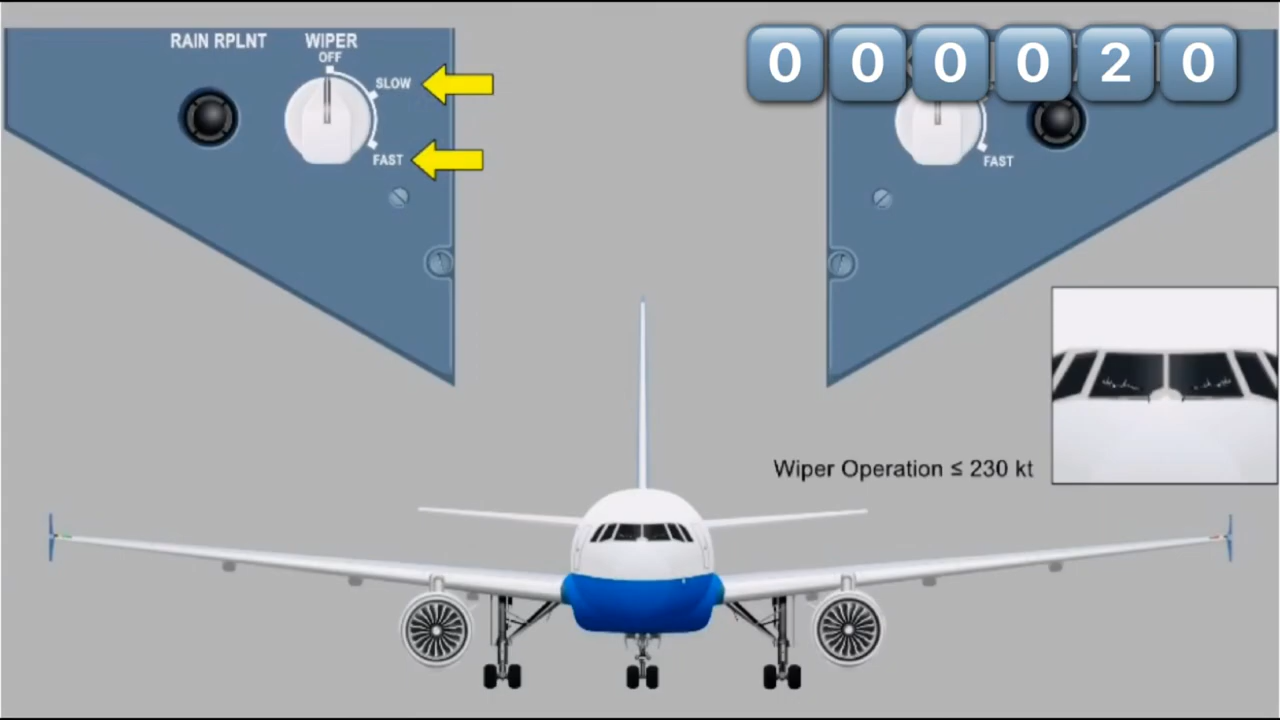 RAIN RPLNT WIPER
OFF
SLOW
FAST
0 0 0 0 2 0
FAST
Wiper Operation ≤ 230 kt